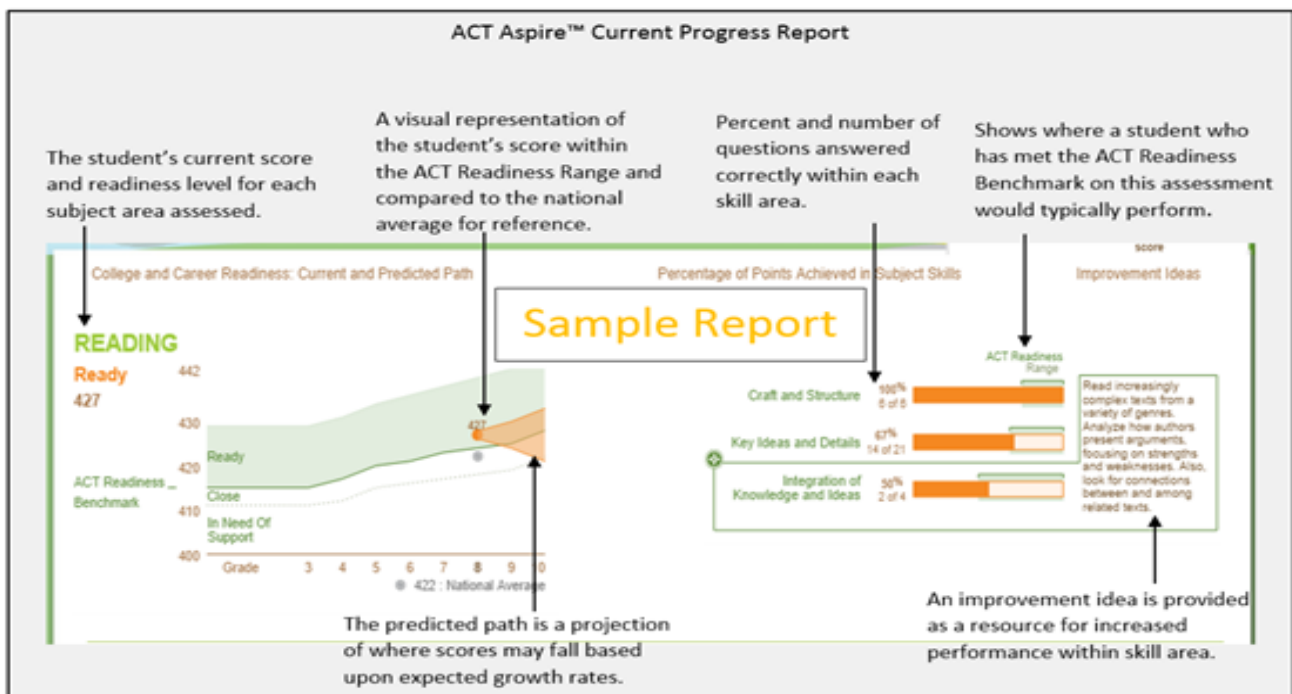 ACT Aspire™ Current Progress Report
The student's current score
and readiness level for each
subject area assessed.
A visual representation of
the student's score within
the ACT Readiness Range and
compared to the national
average for reference.
Percent and number of
questions answered
correctly within each
skill area.
Shows where a student who
has met the ACT Readiness
Benchmark on this assessment
would typically perform.
score
College and Career Readiness: Current and Predicted Path
Percentage of Points Achieved in Subject Skills
Improvement Ideas
Sample Report
READING
Ready
427
442
430
420
410
400
ACT Readiness
Benchmark
Ready
Close
In Need Of
Support
427
Grade 3 4 5 6 7 8 9 10
422 : National Average
ACT Readiness
Range
Craft and Structure
100%
Key Ideas and Details
67%
14 of 21
Integration of
Knowledge and Ideas
50%
2 of 4
Read increasingly
complex texts from a
variety of genres.
Analyze how authors
present arguments,
focusing on strengths
and weaknesses. Also,
look for connections
between and among
related texts.
The predicted path is a projection
of where scores may fall based
upon expected growth rates.
An improvement idea is provided
as a resource for increased
performance within skill area.